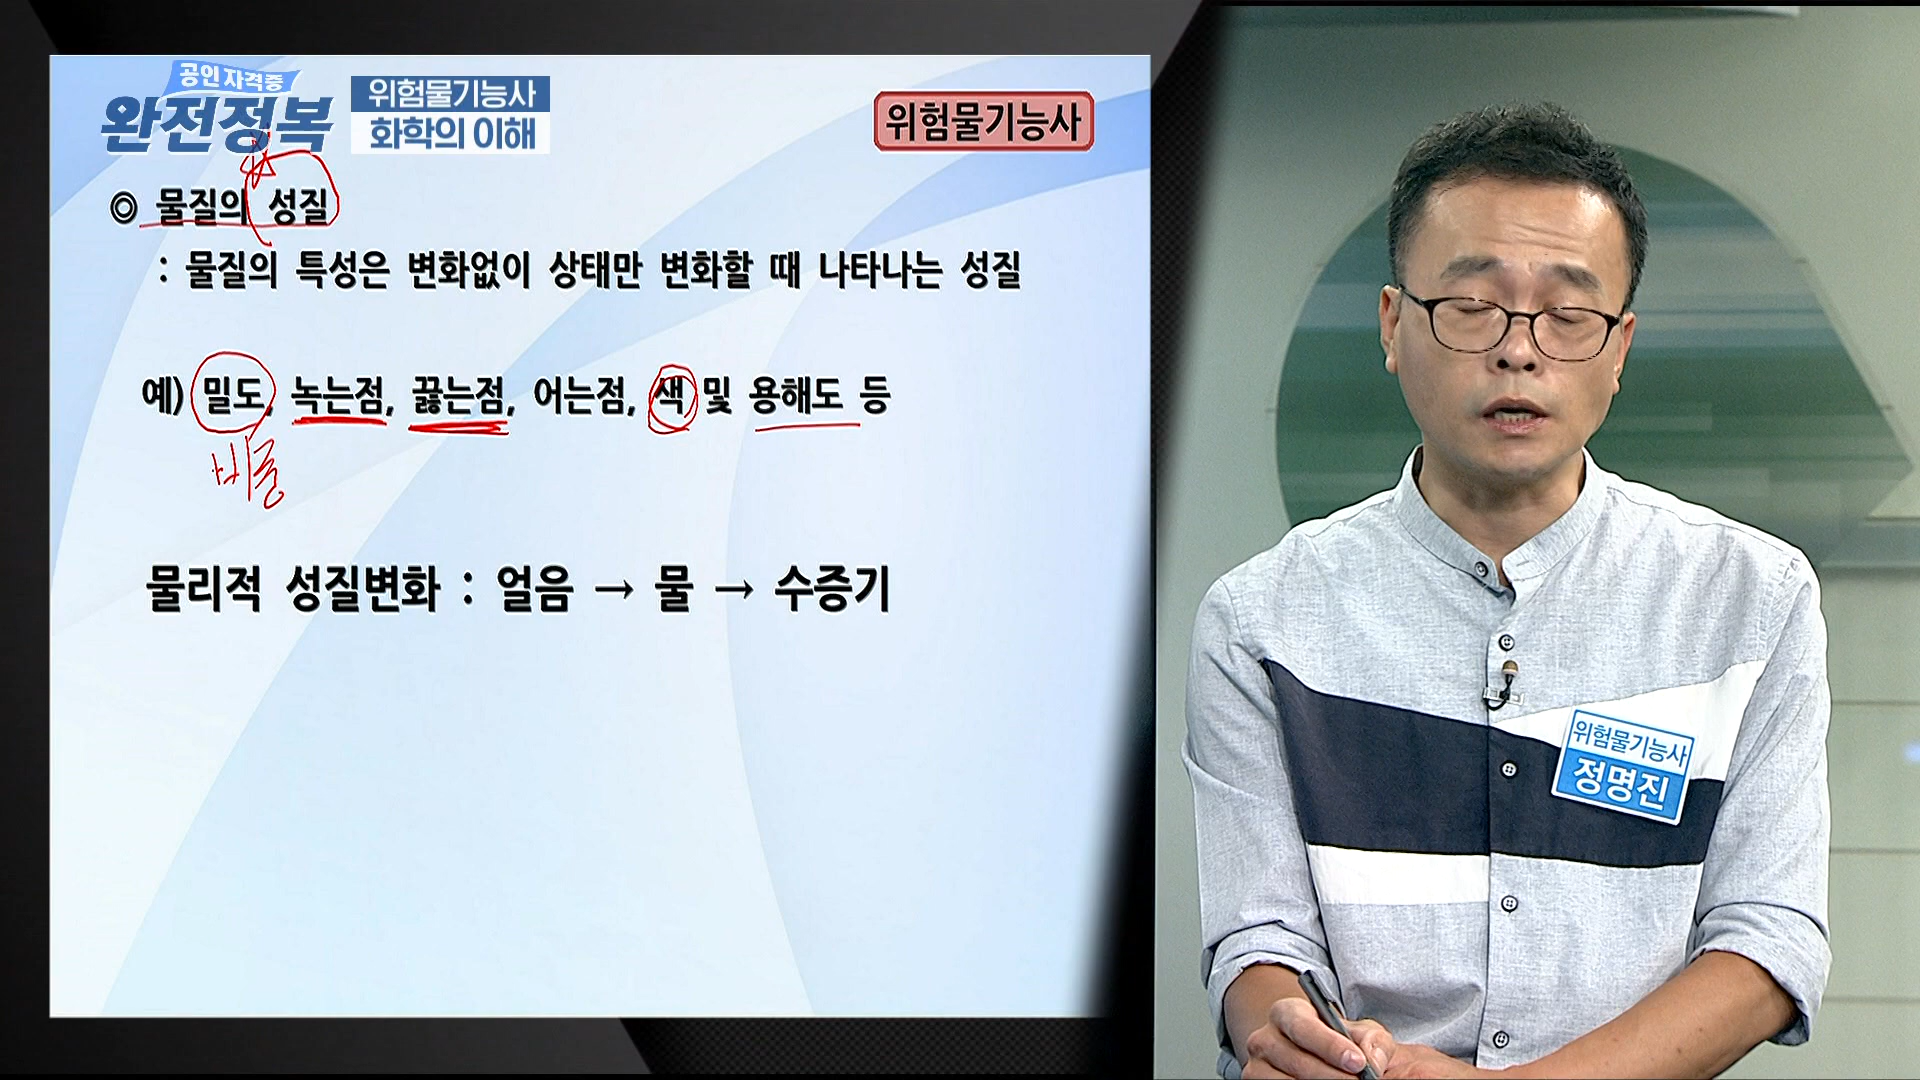 공인 자격증
완전정복
위험물기능사
화학의 이해
위험물기능사
◎ 물질의 성질
: 물질의 특성은 변화없이 상태만 변화할 때 나타나는 성질
예) 밀도, 녹는점, 끓는점, 어는점, 색 및 용해도 등
비중
물리적 성질변화 : 얼음 → 물 → 수증기
위험물기능사
정명진